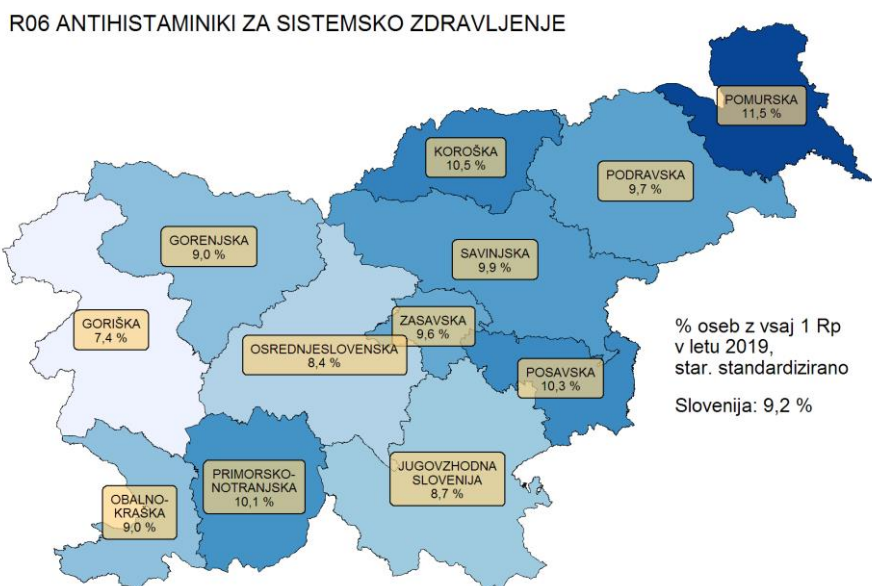 R06 ANTIHISTAMINIKI ZA SISTEMSKO ZDRAVLJENJE
POMURSKA
11,5 %
KOROŠKA
10,5 %
PODRAVSKA
9,7 %
GORENJSKA
9,0 %
SAVINJSKA
9,9 %
GORIŠKA
7,4 %
ZASAVSKA
9,6 %
OSREDNJESLOVENSKA
8,4 %
POSAVSKA
10,3 %
% oseb z vsaj 1 Rp
v letu 2019,
star. standardizirano
Slovenija: 9,2 %
PRIMORSKO-
NOTRANJSKA
10,1 %
JUGOVZHODNA
SLOVENIJA
8,7 %
OBALNO-
KRAŠKA
9,0 %